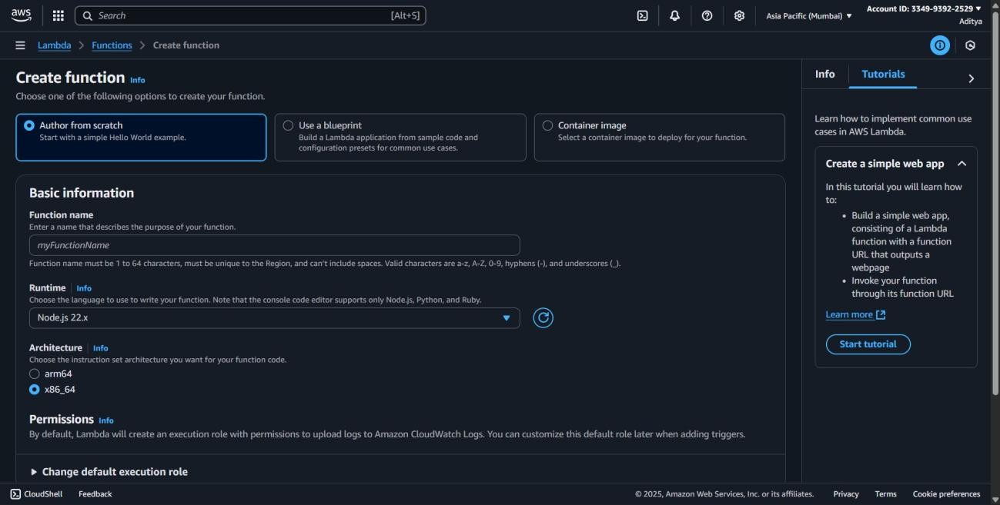 aws
Search [Alt+S]
Asia Pacific (Mumbai)
Account ID: 3349-9392-2529
Aditya
Lambda > Functions > Create function
Create function Info
Choose one of the following options to create your function.
Author from scratch
Start with a simple Hello World example.
Use a blueprint
Build a Lambda application from sample code and
configuration presets for common use cases.
Container image
Select a container image to deploy for your function.
Basic information
Function name
Enter a name that describes the purpose of your function.
myFunctionName
Function name must be 1 to 64 characters, must be unique to the Region, and can't include spaces. Valid characters are a-z, A-Z, 0-9, hyphens (-), and underscores (_).
Runtime Info
Choose the language to use to write your function. Note that the console code editor supports only Node.js, Python, and Ruby.
Node.js 22.x
Architecture Info
Choose the instruction set architecture you want for your function code.
arm64
x86_64
Permissions Info
By default, Lambda will create an execution role with permissions to upload logs to Amazon CloudWatch Logs. You can customize this default role later when adding triggers.
Change default execution role
Info
Tutorials
Learn how to implement common use
cases in AWS Lambda.
Create a simple web app
In this tutorial you will learn how
to:
• Build a simple web app,
consisting of a Lambda
function with a function
URL that outputs a
webpage
• Invoke your function
through its function URL
Learn more
Start tutorial
CloudShell Feedback
© 2025, Amazon Web Services, Inc. or its affiliates. Privacy Terms Cookie preferences